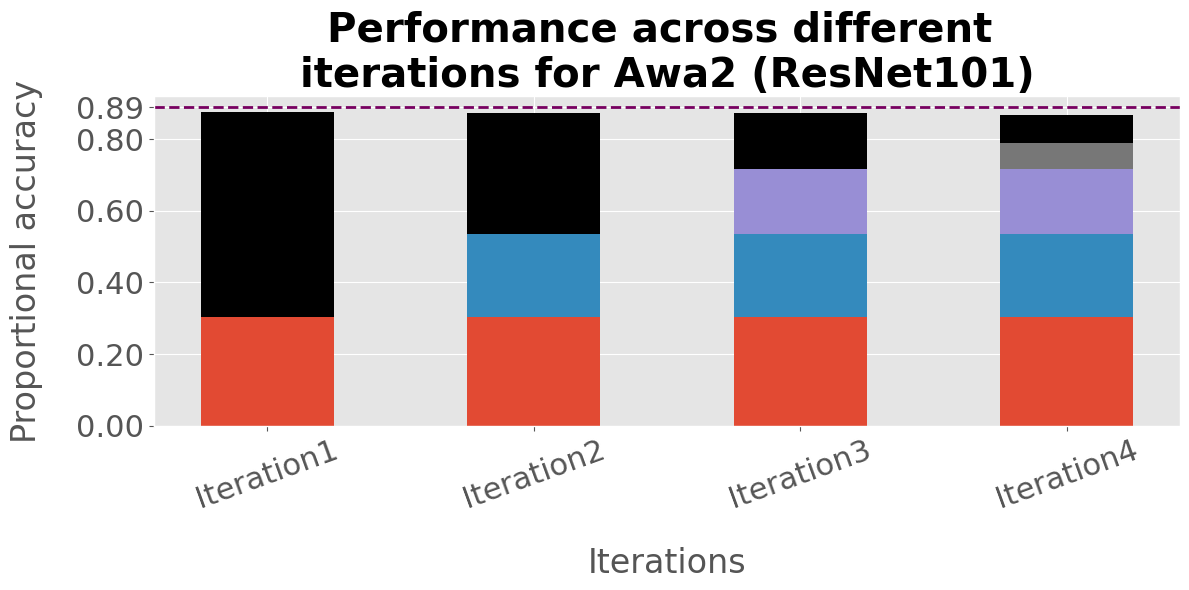 Performance across different
iterations for Awa2 (ResNet101)
Proportional accuracy
0.89
0.80
0.60
0.40
0.20
0.00
Iteration1
Iteration2
Iteration3
Iteration4
Iterations